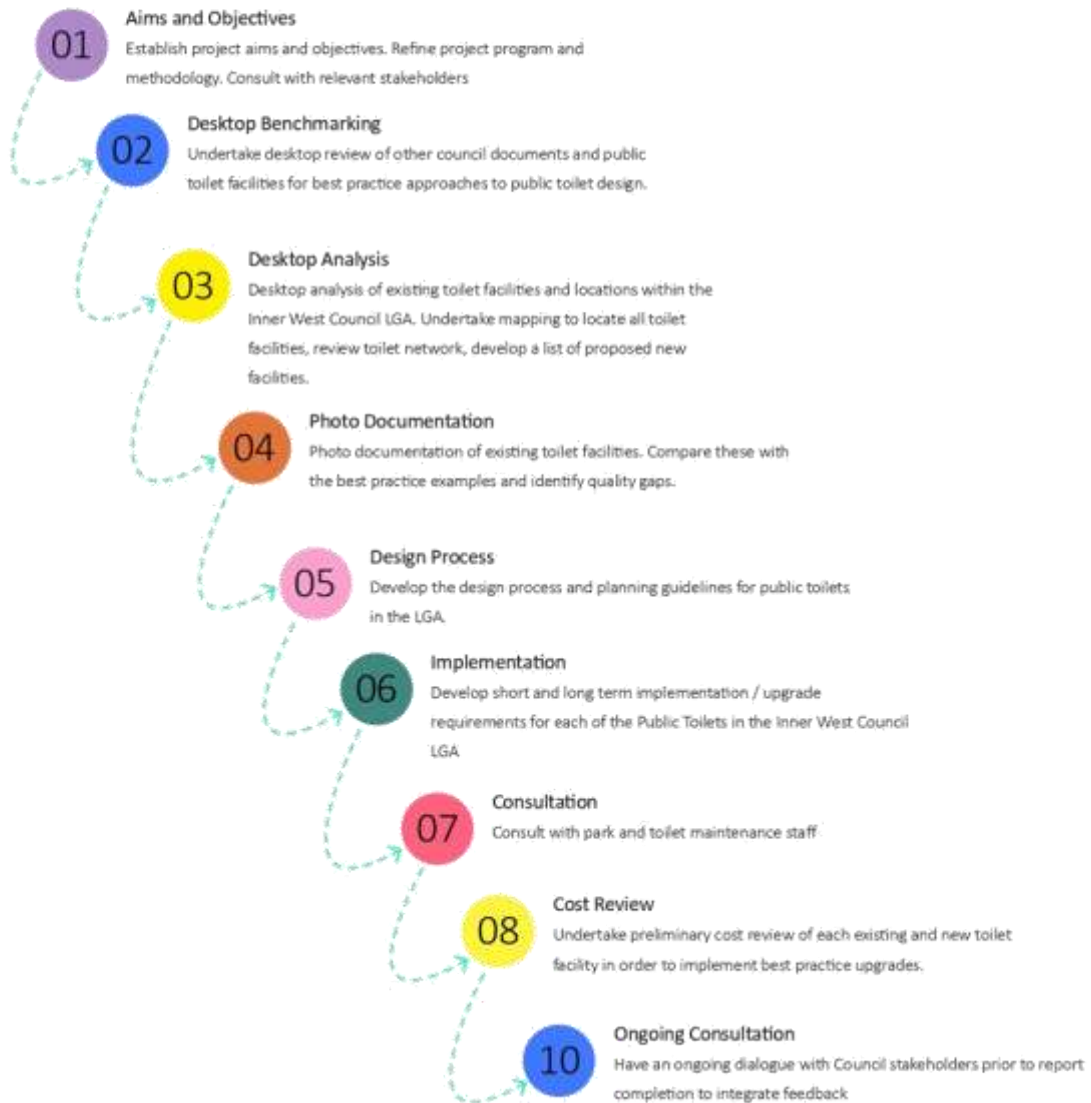 01
Aims and Objectives
Establish project aims and objectives. Refine project program and
methodology. Consult with relevant stakeholders
02
Desktop Benchmarking
Undertake desktop review of other council documents and public
toilet facilities for best practice approaches to public toilet design.
03
Desktop Analysis
Desktop analysis of existing toilet facilities and locations within the
Inner West Council LGA. Undertake mapping to locate all toilet
facilities, review toilet network, develop a list of proposed new
facilities.
04
Photo Documentation
Photo documentation of existing toilet facilities. Compare these with
the best practice examples and identify quality gaps.
05
Design Process
Develop the design process and planning guidelines for public toilets
in the LGA.
06
Implementation
Develop short and long term implementation / upgrade
requirements for each of the Public Toilets in the Inner West Council
LGA
07
Consultation
Consult with park and toilet maintenance staff
08
Cost Review
Undertake preliminary cost review of each existing and new toilet
facility in order to implement best practice upgrades.
10
Ongoing Consultation
Have an ongoing dialogue with Council stakeholders prior to report
completion to integrate feedback